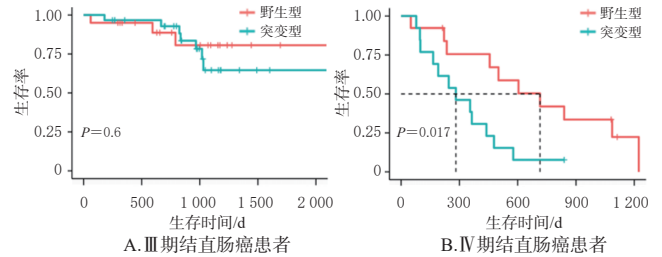 野生型
突变型
1.00
0.75
0.50
0.25
0
生存率
P=0.6
0
500
1 000
1 500
2 000
生存时间/d
A.Ⅲ期结直肠癌患者
野生型
突变型
1.00
0.75
0.50
0.25
0
生存率
P=0.017
0
300
600
900
1 200
生存时间/d
B.Ⅳ期结直肠癌患者